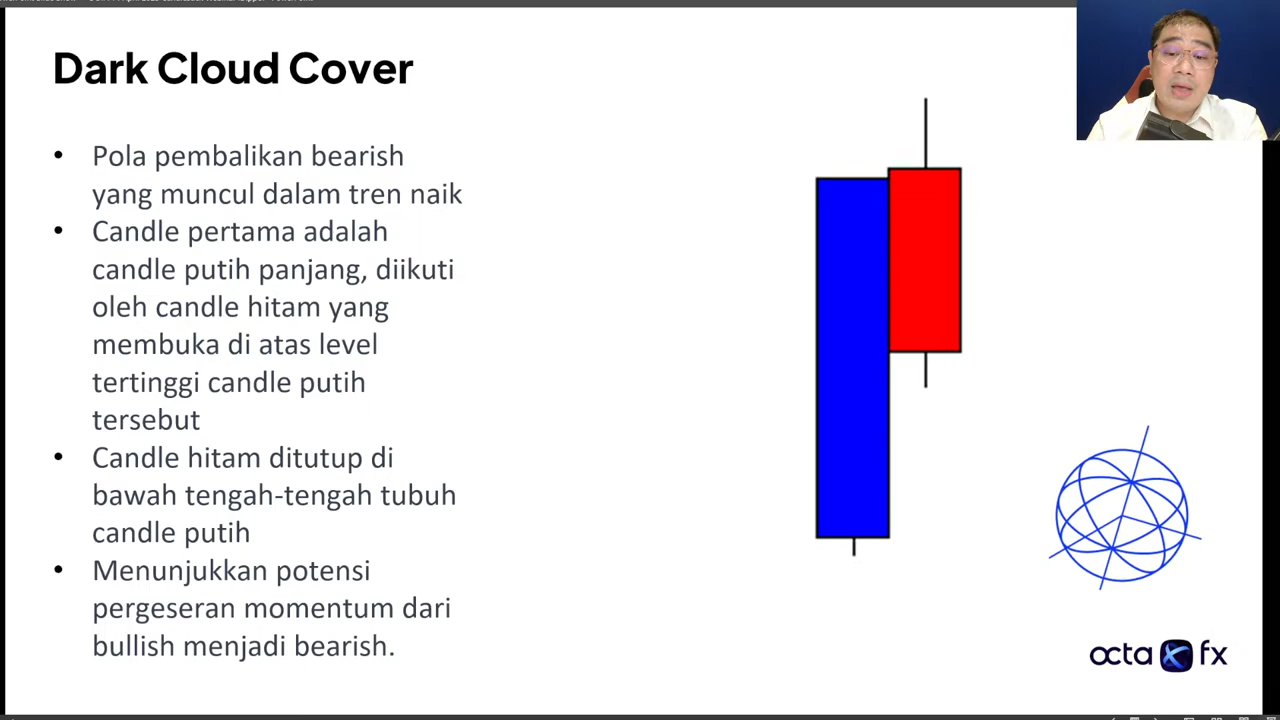 Dark Cloud Cover
• Pola pembalikan bearish
yang muncul dalam tren naik
• Candle pertama adalah
candle putih panjang, diikuti
oleh candle hitam yang
membuka di atas level
tertinggi candle putih
tersebut
• Candle hitam ditutup di
bawah tengah-tengah tubuh
candle putih
• Menunjukkan potensi
pergeseran momentum dari
bullish menjadi bearish.
octa fx